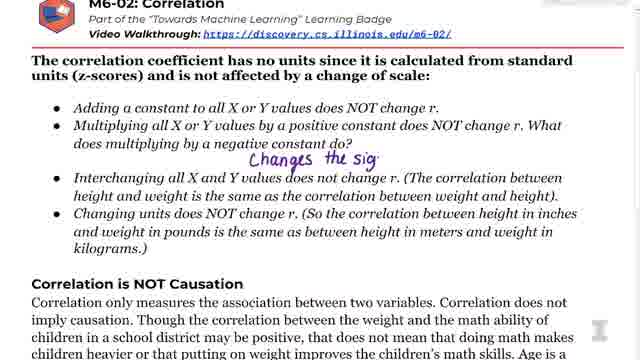 M6-02: Correlation
Part of the “Towards Machine Learning” Learning Badge
Video Walkthrough: https://discovery.cs.illinois.edu/m6-02/
The correlation coefficient has no units since it is calculated from standard
units (z-scores) and is not affected by a change of scale:
● Adding a constant to all X or Y values does NOT change r.
● Multiplying all X or Y values by a positive constant does NOT change r. What
does multiplying by a negative constant do?
Changes the sig
● Interchanging all X and Y values does not change r. (The correlation between
height and weight is the same as the correlation between weight and height).
● Changing units does NOT change r. (So the correlation between height in inches
and weight in pounds is the same as between height in meters and weight in
kilograms.)
Correlation is NOT Causation
Correlation only measures the association between two variables. Correlation does not
imply causation. Though the correlation between the weight and the math ability of
children in a school district may be positive, that does not mean that doing math makes
children heavier or that putting on weight improves the children's math skills. Age is a